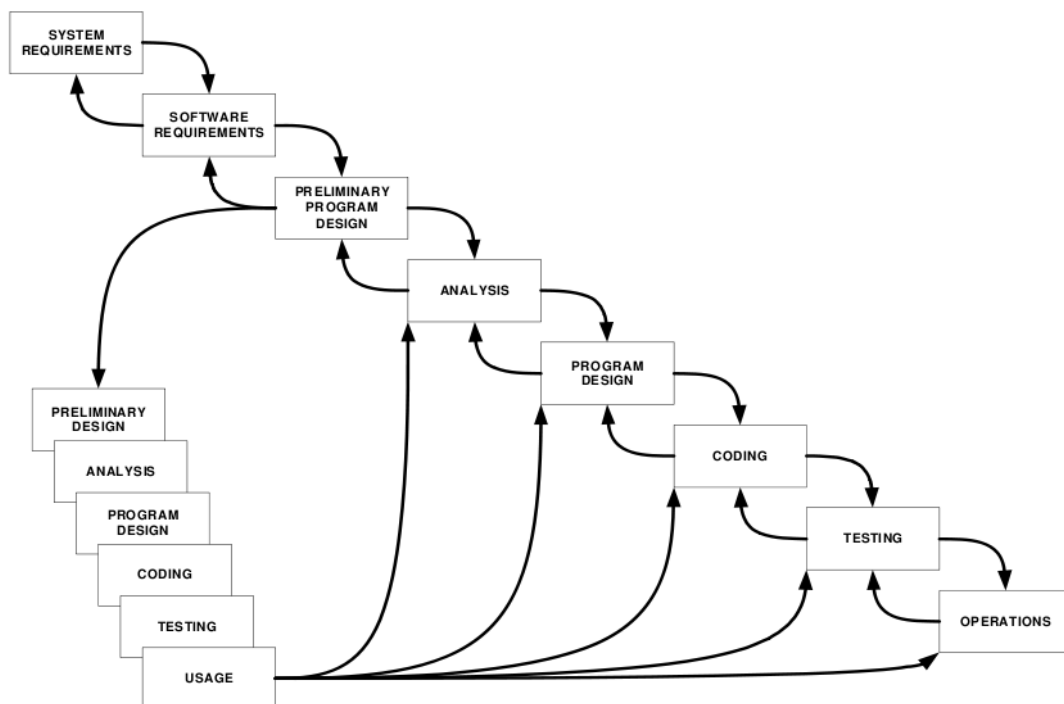 SYSTEM
REQUIREMENTS
SOFTWARE
REQUIREMENTS
PRELIMINARY
PROGRAM
DESIGN
ANALYSIS
PROGRAM
DESIGN
CODING
TESTING
OPERATIONS
PRELIMINARY
DESIGN
ANALYSIS
PROGRAM
DESIGN
CODING
TESTING
USAGE